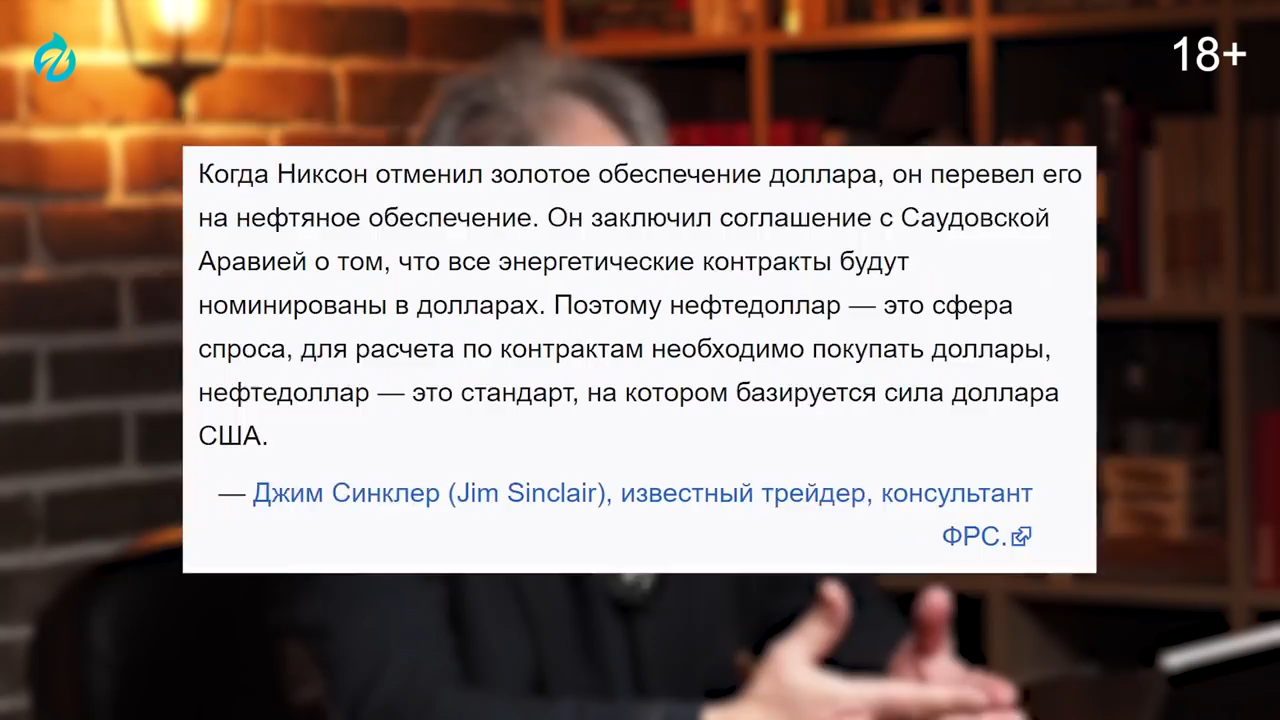 18+
Когда Никсон отменил золотое обеспечение доллара, он перевел его
на нефтяное обеспечение. Он заключил соглашение с Саудовской
Аравией о том, что все энергетические контракты будут
номинированы в долларах. Поэтому нефтедоллар — это сфера
спроса, для расчета по контрактам необходимо покупать доллары,
нефтедоллар — это стандарт, на котором базируется сила доллара
США.
— Джим Синклер (Jim Sinclair), известный трейдер, консультант
ФРС.